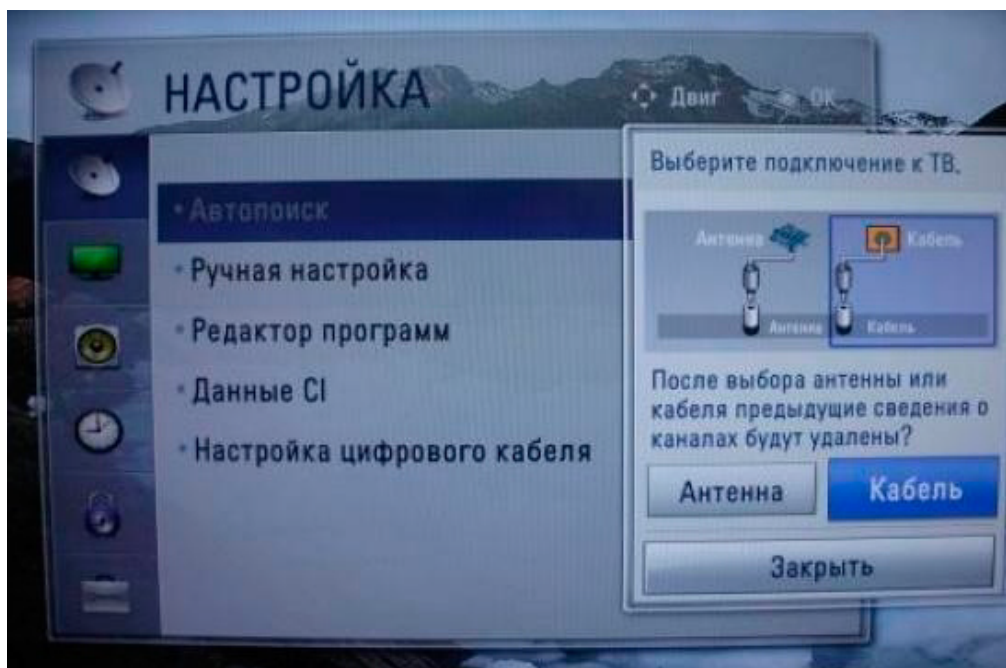 НАСТРОЙКА
Двиг
ОК
Автопоиск
Ручная настройка
Редактор программ
Данные CI
Настройка цифрового кабеля
Выберите подключение к ТВ.
Антенна
Кабель
Антенна
Кабель
После выбора антенны или
кабеля предыдущие сведения о
каналах будут удалены?
Антенна
Кабель
Закрыть